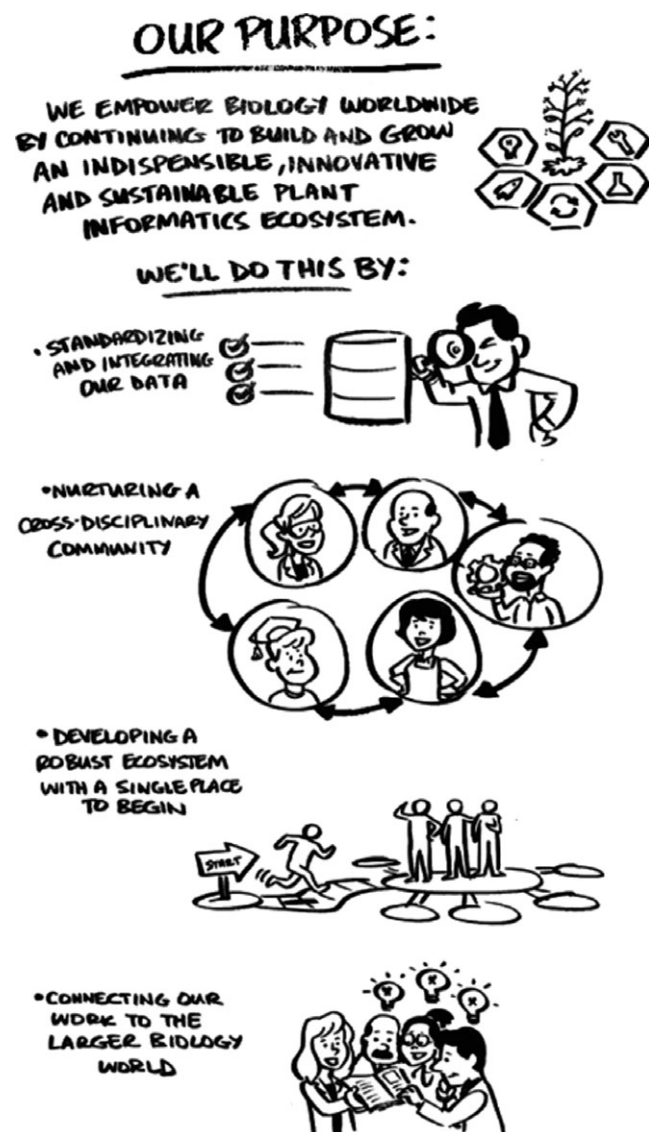 OUR PURPOSE:
WE EMPOWER BIOLOGY WORLDWIDE
BY CONTINUING TO BUILD AND GROW
AN INDISPENSIBLE, INNOVATIVE
AND SUSTAINABLE PLANT
INFORMATICS ECOSYSTEM.
WE'LL DO THIS BY:
• STANDARDIZING
AND INTEGRATING
OUR DATA
• NURTURING A
CROSS-DISCIPLINARY
COMMUNITY
• DEVELOPING A
ROBUST ECOSYSTEM
WITH A SINGLE PLACE
TO BEGIN
START
• CONNECTING OUR
WORK TO THE
LARGER BIOLOGY
WORLD